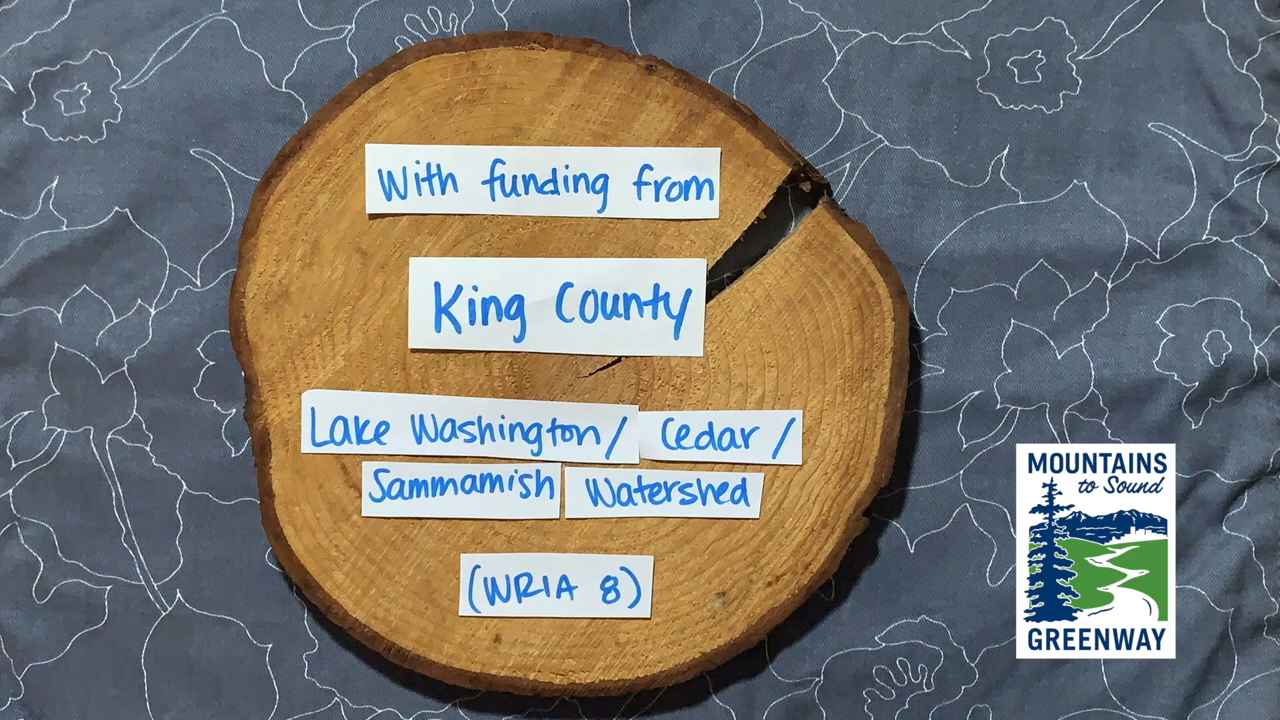 With funding from
King County
Lake Washington/ Cedar /
Sammamish Watershed
(WRIA 8)
MOUNTAINS
to Sound
GREENWAY